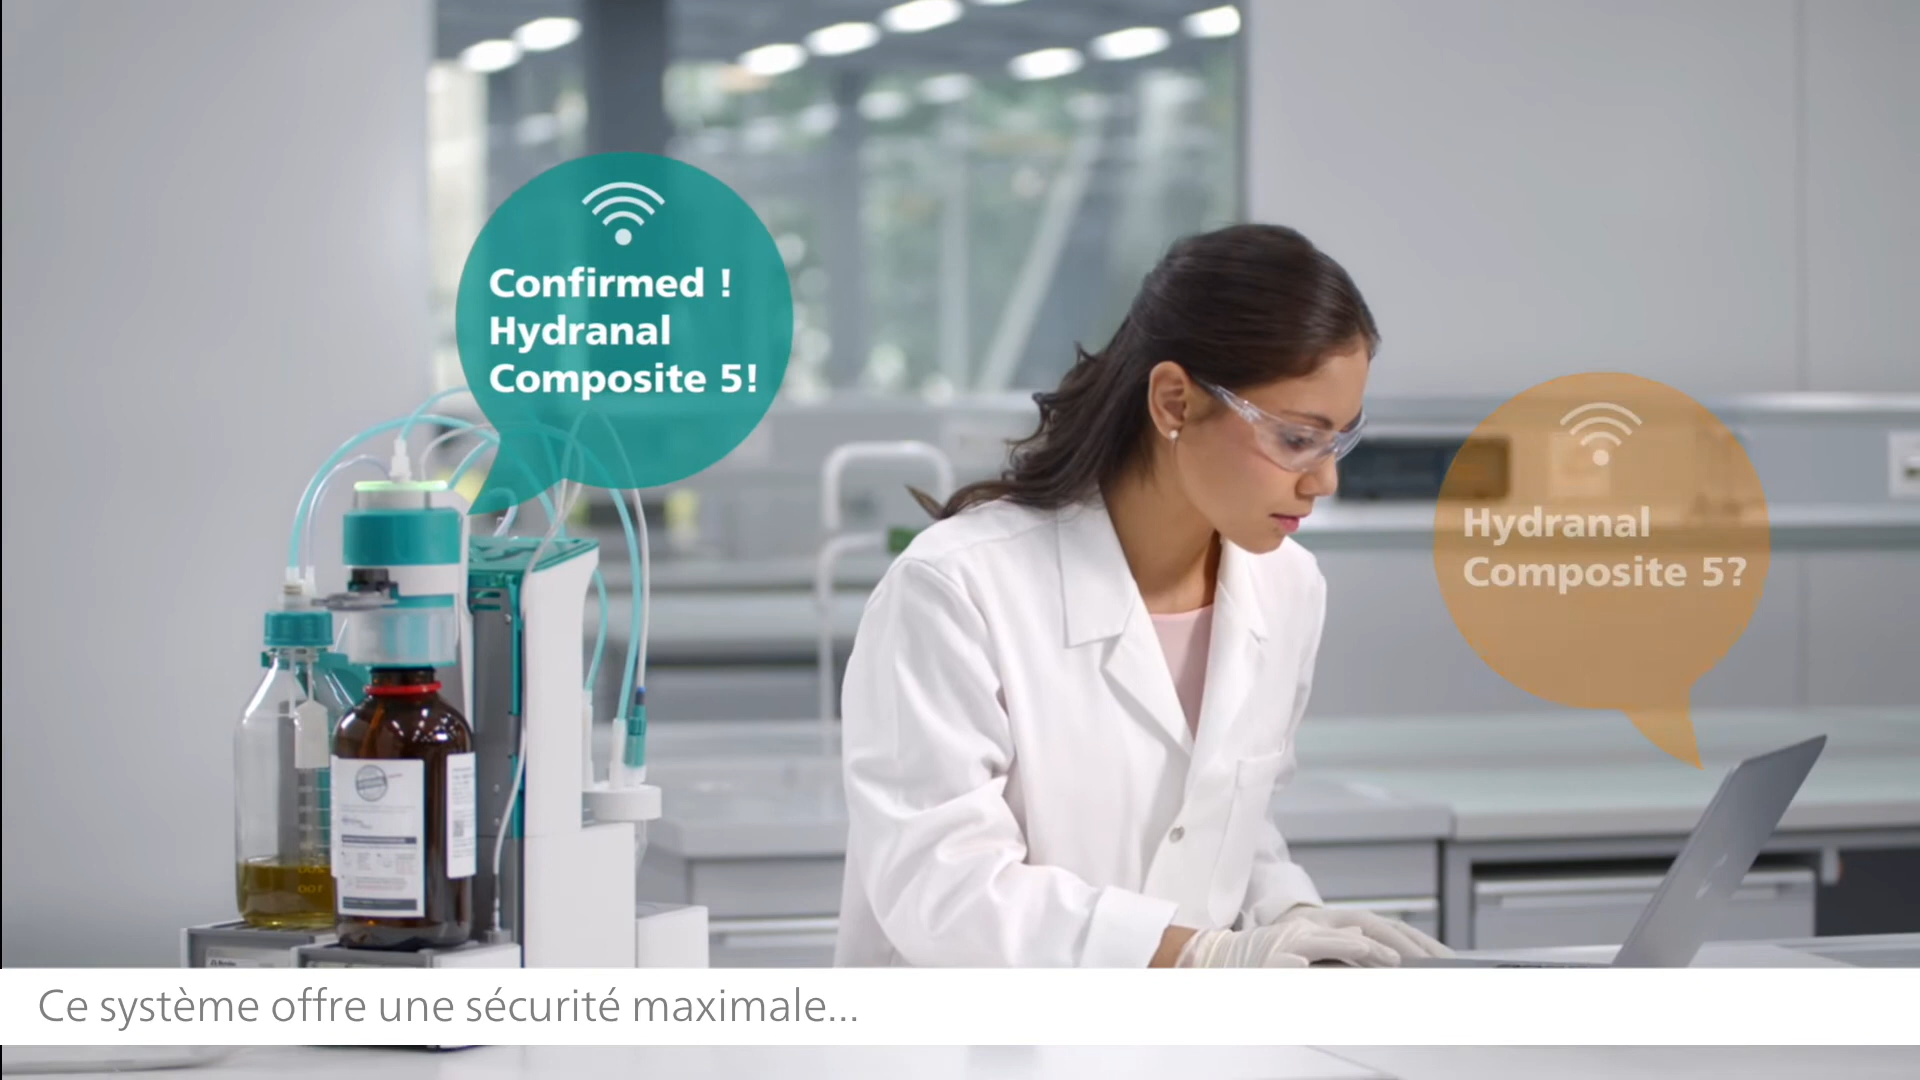 Confirmed !
Hydranal
Composite 5!
Hydranal
Composite 5?
Ce système offre une sécurité maximale...